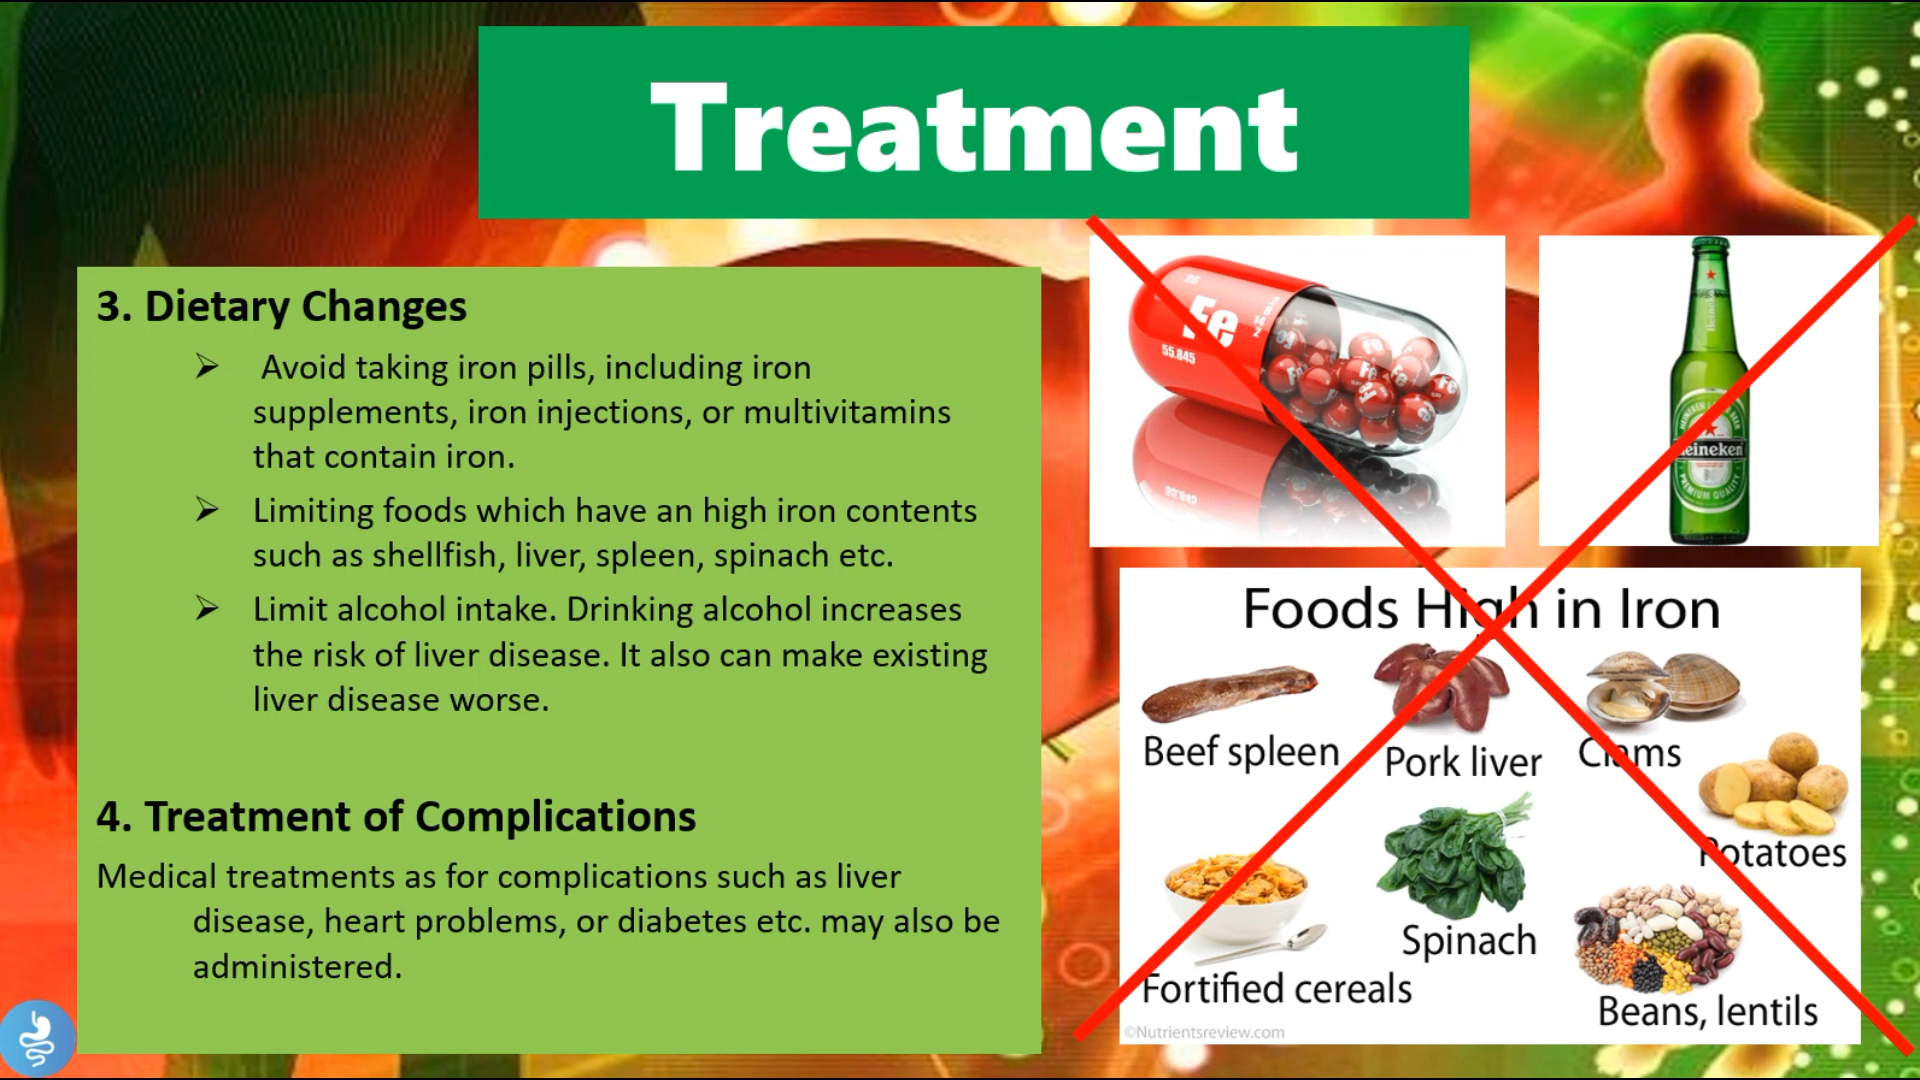 Treatment
3. Dietary Changes
➢ Avoid taking iron pills, including iron
supplements, iron injections, or multivitamins
that contain iron.
➢ Limiting foods which have an high iron contents
such as shellfish, liver, spleen, spinach etc.
➢ Limit alcohol intake. Drinking alcohol increases
the risk of liver disease. It also can make existing
liver disease worse.
4. Treatment of Complications
Medical treatments as for complications such as liver
disease, heart problems, or diabetes etc. may also be
administered.
Fe
55.845
Heineken
PREMIUM QUALITY
Foods High in Iron
Beef spleen
Pork liver
Clams
Potatoes
Fortified cereals
Spinach
Beans, lentils
©Nutrientsreview.com